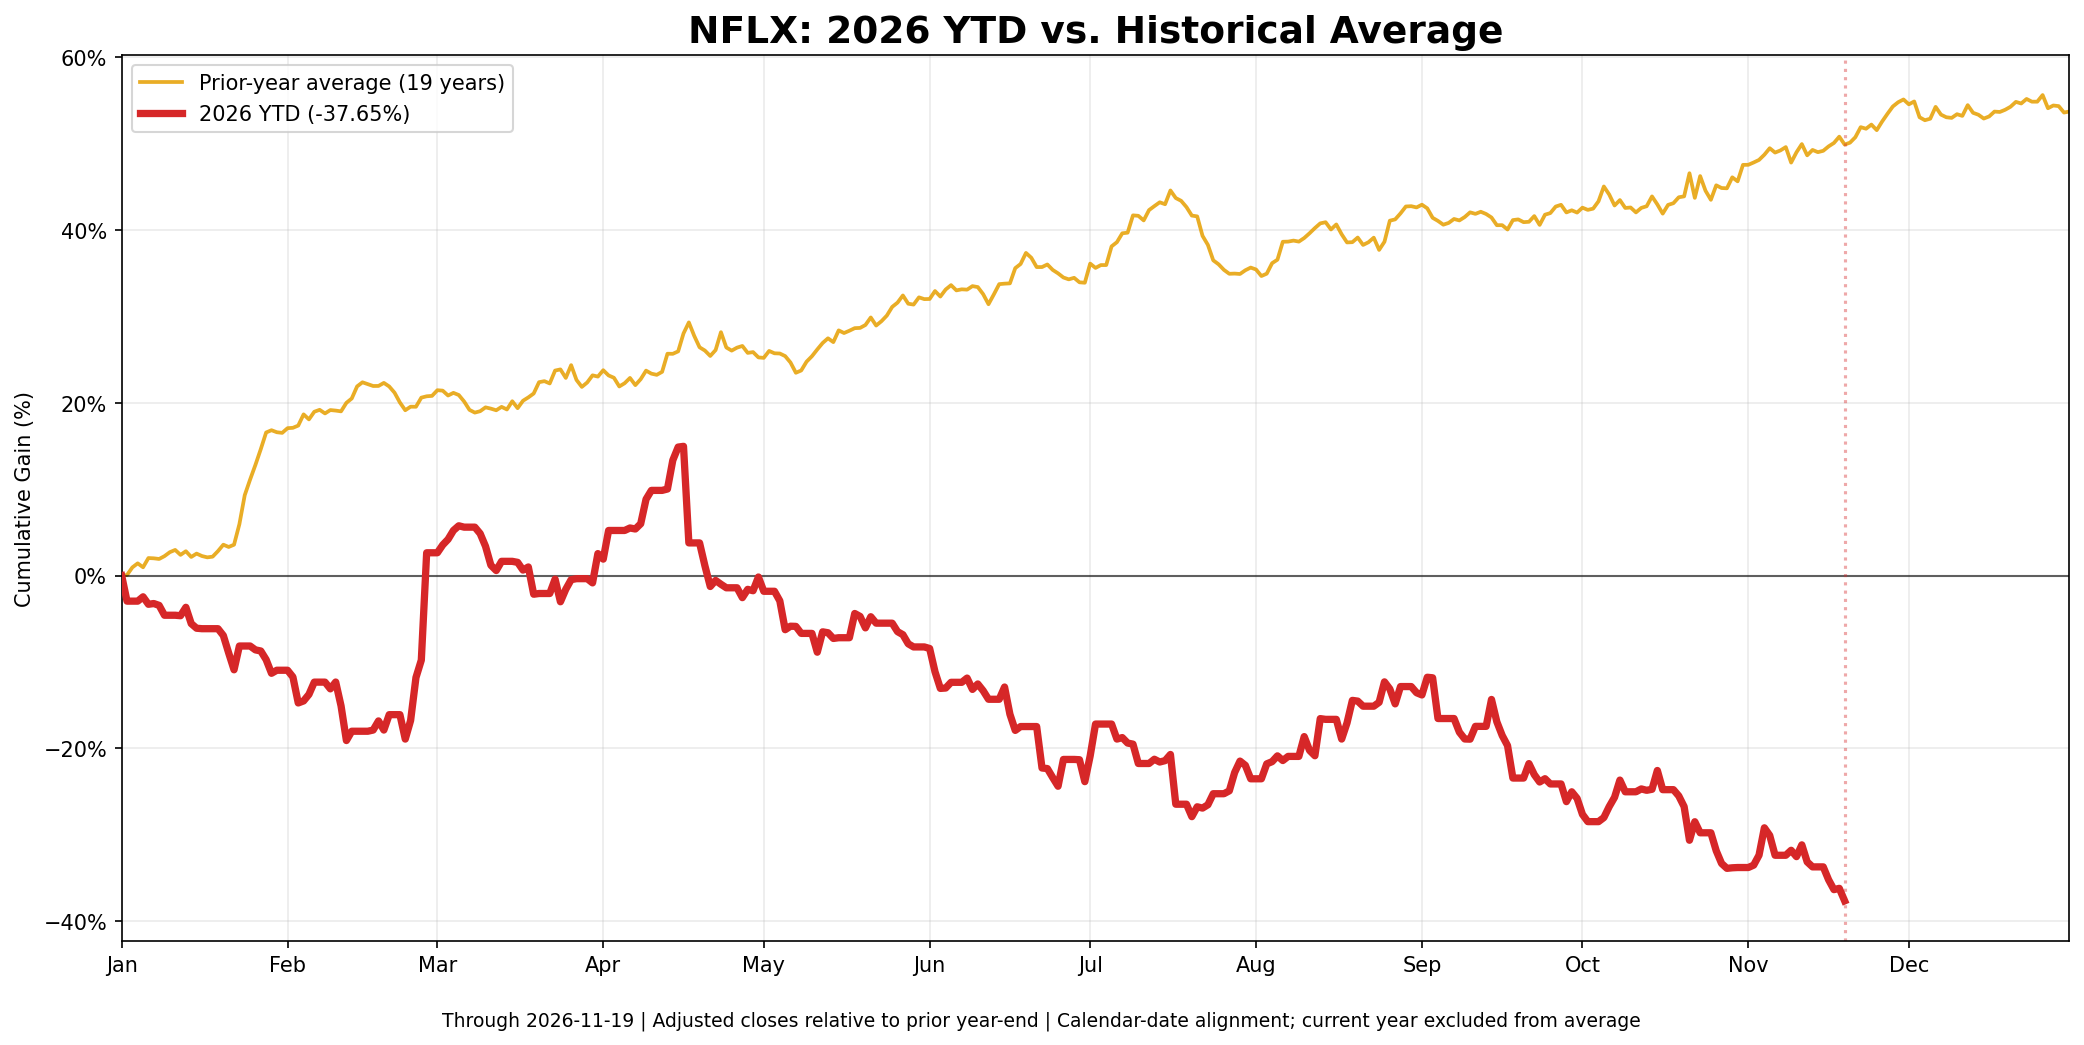 NFLX: 2026 YTD vs. Historical Average
60%
40%
20%
0%
−20%
−40%
Cumulative Gain (%)
Prior-year average (19 years)
2026 YTD (-37.65%)
Jan Feb Mar Apr May Jun Jul Aug Sep Oct Nov Dec
Through 2026-11-19 | Adjusted closes relative to prior year-end | Calendar-date alignment; current year excluded from average